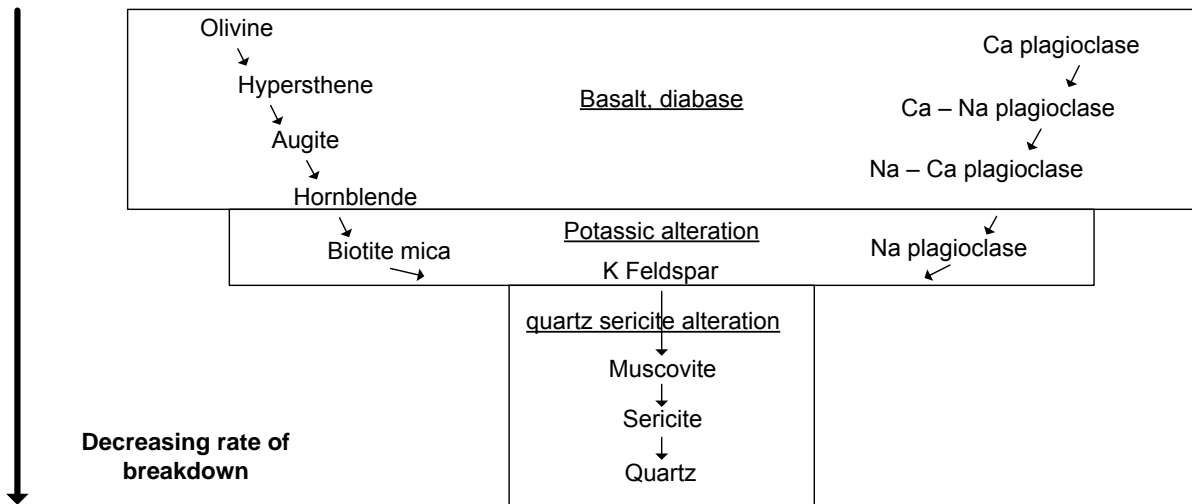 Olivine
Ca plagioclase
Hypersthene
Basalt, diabase
Ca – Na plagioclase
Augite
Na – Ca plagioclase
Hornblende
Potassic alteration
Biotite mica
Na plagioclase
K Feldspar
quartz sericite alteration
Muscovite
Sericite
Decreasing rate of
breakdown
Quartz